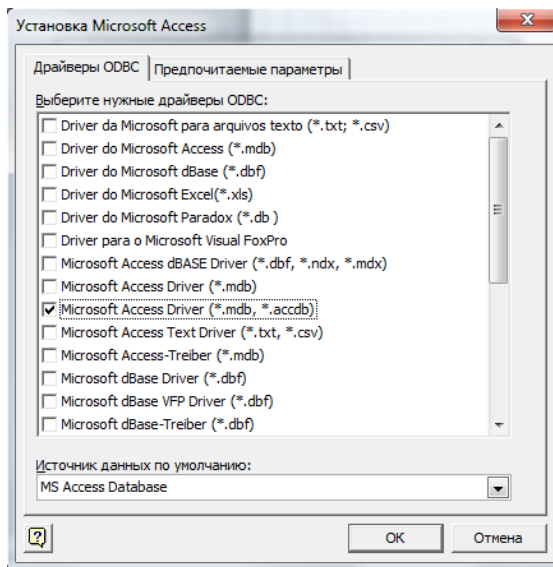 Установка Microsoft Access
Драйверы ODBC Предпочитаемые параметры
Выберите нужные драйверы ODBC:
Driver da Microsoft para arquivos texto (*.txt; *.csv)
Driver do Microsoft Access (*.mdb)
Driver do Microsoft dBase (*.dbf)
Driver do Microsoft Excel(*.xls)
Driver do Microsoft Paradox (*.db )
Driver para o Microsoft Visual FoxPro
Microsoft Access dBASE Driver (*.dbf, *.ndx, *.mdx)
Microsoft Access Driver (*.mdb)
Microsoft Access Driver (*.mdb, *.accdb)
Microsoft Access Text Driver (*.txt, *.csv)
Microsoft Access-Treiber (*.mdb)
Microsoft dBase Driver (*.dbf)
Microsoft dBase VFP Driver (*.dbf)
Microsoft dBase-Treiber (*.dbf)
Источник данных по умолчанию:
MS Access Database
OK Отмена